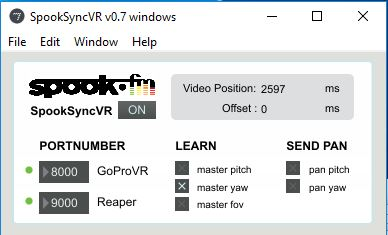 SpookSyncVR v0.7 windows
File Edit Window Help
spook.fm
SpookSyncVR ON
Video Position: 2597 ms
Offset : 0 ms
PORTNUMBER
8000 GoProVR
9000 Reaper
LEARN
master pitch
master yaw
master fov
SEND PAN
pan pitch
pan yaw